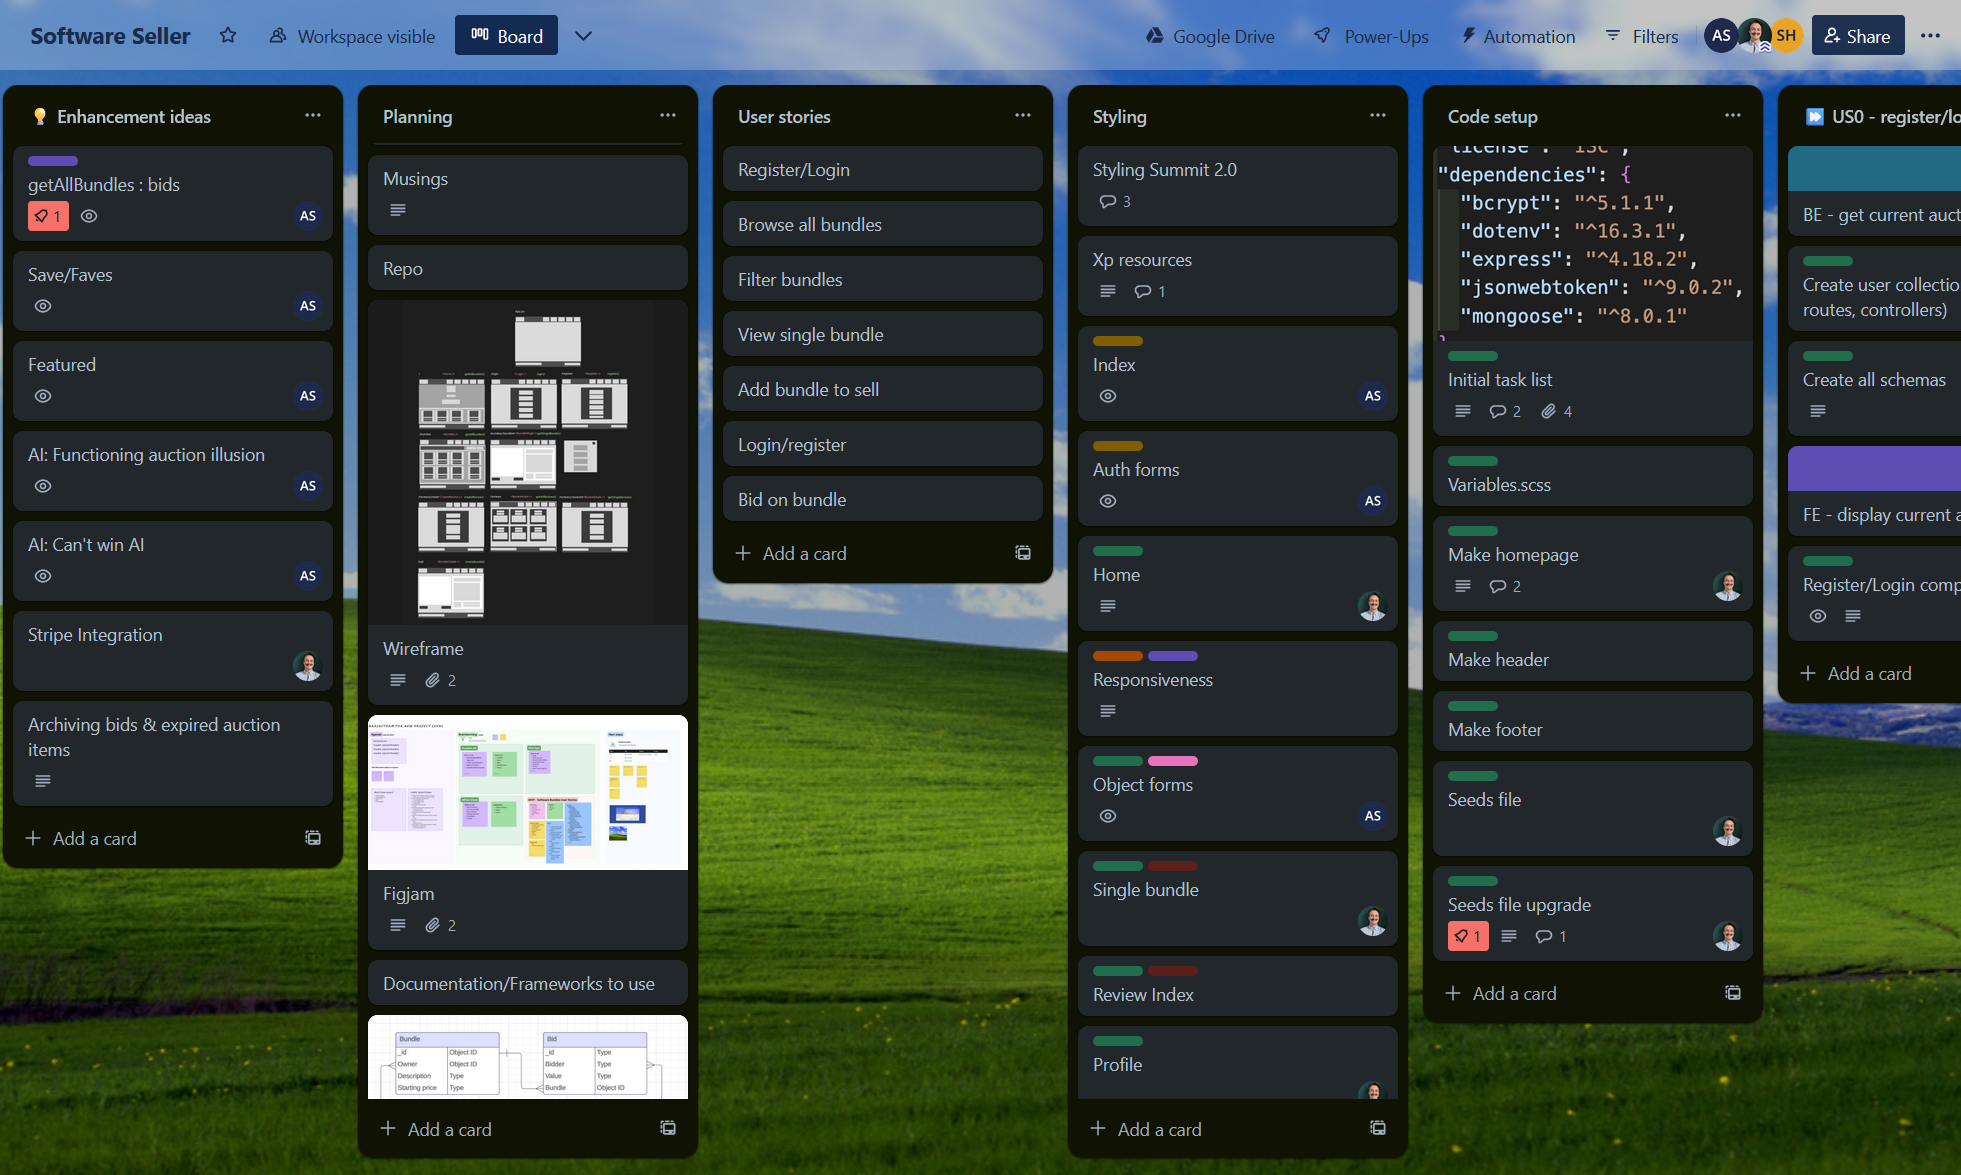 Software Seller
Workspace visible
Board
Google Drive
Power-Ups
Automation
Filters
AS
SH
Share
Enhancement ideas
getAllBundles : bids
1
AS
Save/Faves
AS
Featured
AS
AI: Functioning auction illusion
AS
AI: Can't win AI
AS
Stripe Integration
Archiving bids & expired auction
items
Add a card
Planning
Musings
Repo
Wireframe
2
Figjam
2
Documentation/Frameworks to use
Bundle
_id Object ID
Owner Object ID
Description Type
Starting price Type
Bid
_id Type
Bidder Type
Value Type
Bundle Object ID
Add a card
User stories
Register/Login
Browse all bundles
Filter bundles
View single bundle
Add bundle to sell
Login/register
Bid on bundle
Add a card
Styling
Styling Summit 2.0
3
Xp resources
1
Index
AS
Auth forms
AS
Home
Responsiveness
Object forms
AS
Single bundle
Review Index
Profile
Add a card
Code setup
"license": "ISC",
"dependencies": {
"bcrypt": "^5.1.1",
"dotenv": "^16.3.1",
"express": "^4.18.2",
"jsonwebtoken": "^9.0.2",
"mongoose": "^8.0.1"
}
Initial task list
2 4
Variables.scss
Make homepage
2
Make header
Make footer
Seeds file
Seeds file upgrade
1 1
Add a card
US0 - register/lo
BE - get current auct
Create user collectio
routes, controllers)
Create all schemas
FE - display current a
Register/Login comp
Add a card